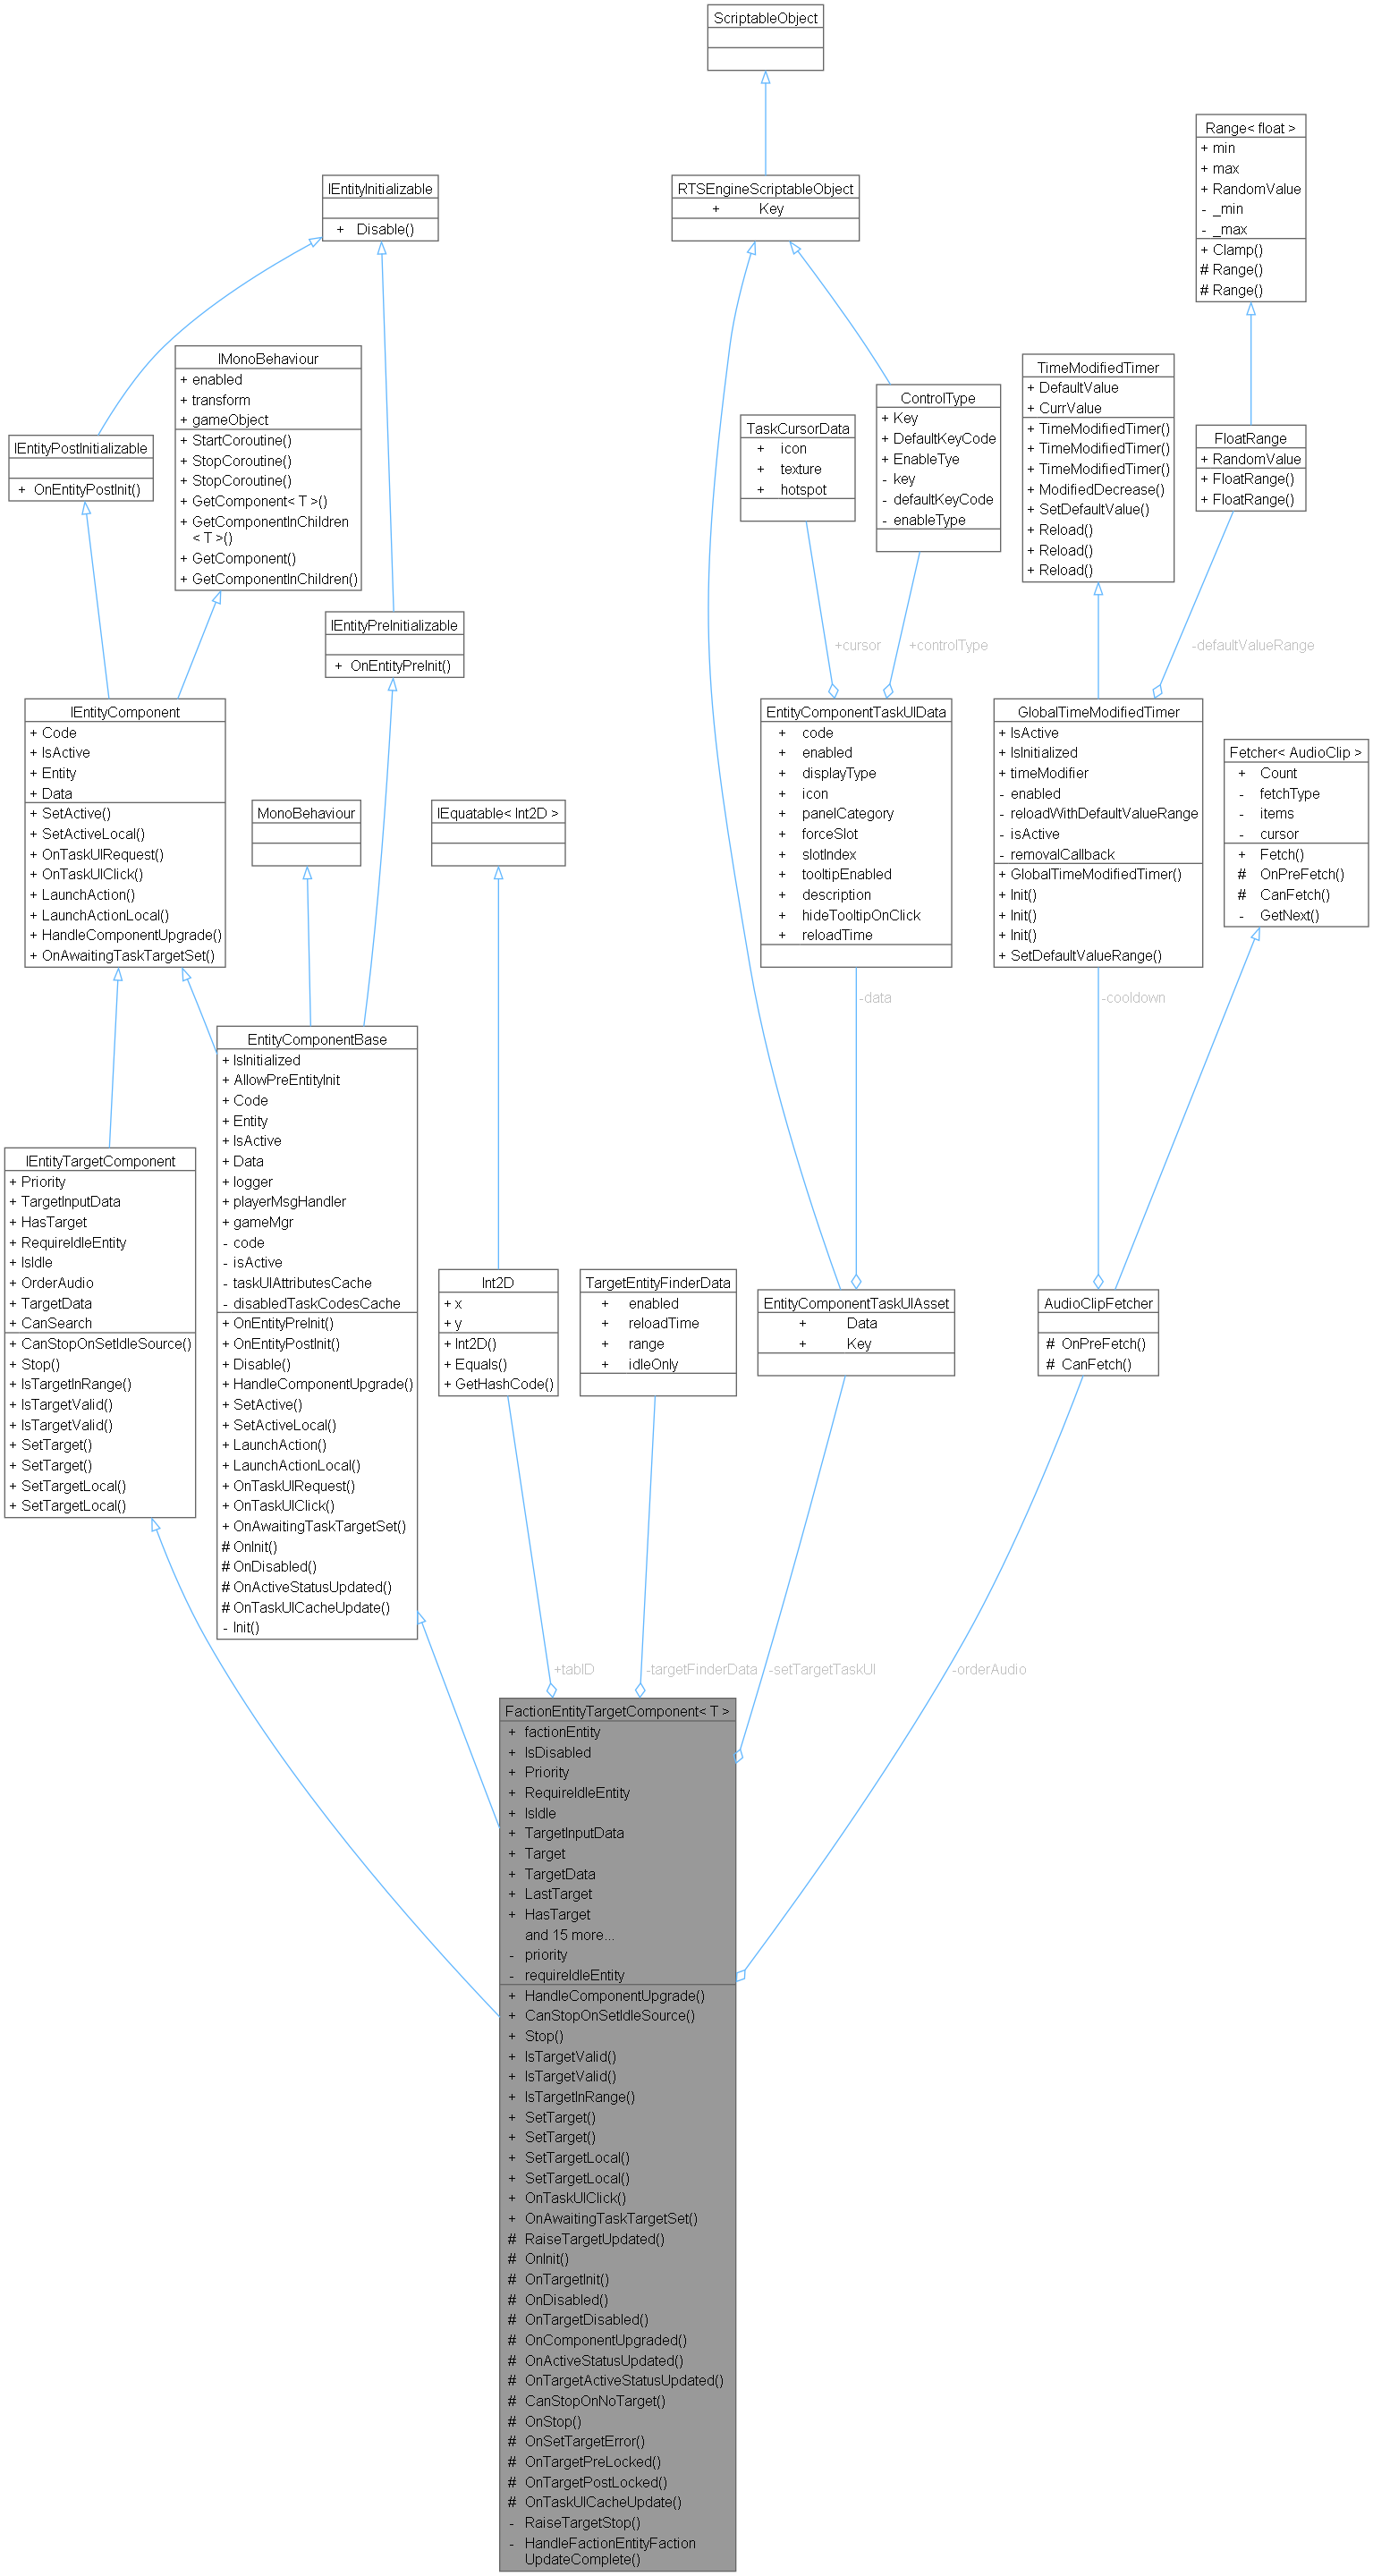 ScriptableObject
Range< float >
+ min
+ max
+ RandomValue
- _min
- _max
+ Clamp()
# Range()
# Range()
IEntityInitializable
+ Disable()
RTSEngineScriptableObject
+ Key
IMonoBehaviour
+ enabled
+ transform
+ gameObject
+ StartCoroutine()
+ StopCoroutine()
+ StopCoroutine()
+ GetComponent< T >()
+ GetComponentInChildren
< T >()
+ GetComponent()
+ GetComponentInChildren()
TimeModifiedTimer
+ DefaultValue
+ CurrValue
+ TimeModifiedTimer()
+ TimeModifiedTimer()
+ TimeModifiedTimer()
+ ModifiedDecrease()
+ SetDefaultValue()
+ Reload()
+ Reload()
+ Reload()
ControlType
+ Key
+ DefaultKeyCode
+ EnableTye
- key
- defaultKeyCode
- enableType
TaskCursorData
+ icon
+ texture
+ hotspot
FloatRange
+ RandomValue
+ FloatRange()
+ FloatRange()
IEntityPostInitializable
+ OnEntityPostInit()
IEntityPreInitializable
+ OnEntityPreInit()
+cursor
+controlType
-defaultValueRange
IEntityComponent
+ Code
+ IsActive
+ Entity
+ Data
+ SetActive()
+ SetActiveLocal()
+ OnTaskUIRequest()
+ OnTaskUIClick()
+ LaunchAction()
+ LaunchActionLocal()
+ HandleComponentUpgrade()
+ OnAwaitingTaskTargetSet()
EntityComponentTaskUIData
+ code
+ enabled
+ displayType
+ icon
+ panelCategory
+ forceSlot
+ slotIndex
+ tooltipEnabled
+ description
+ hideTooltipOnClick
+ reloadTime
GlobalTimeModifiedTimer
+ IsActive
+ IsInitialized
+ timeModifier
- enabled
- reloadWithDefaultValueRange
- isActive
- removalCallback
+ GlobalTimeModifiedTimer()
+ Init()
+ Init()
+ Init()
+ SetDefaultValueRange()
Fetcher< AudioClip >
+ Count
- fetchType
- items
- cursor
+ Fetch()
# OnPreFetch()
# CanFetch()
- GetNext()
MonoBehaviour
IEquatable< Int2D >
-data
-cooldown
EntityComponentBase
+ IsInitialized
+ AllowPreEntityInit
+ Code
+ Entity
+ IsActive
+ Data
+ logger
+ playerMsgHandler
+ gameMgr
- code
- isActive
- taskUIAttributesCache
- disabledTaskCodesCache
+ OnEntityPreInit()
+ OnEntityPostInit()
+ Disable()
+ HandleComponentUpgrade()
+ SetActive()
+ SetActiveLocal()
+ LaunchAction()
+ LaunchActionLocal()
+ OnTaskUIRequest()
+ OnTaskUIClick()
+ OnAwaitingTaskTargetSet()
# OnInit()
# OnDisabled()
# OnActiveStatusUpdated()
# OnTaskUICacheUpdate()
- Init()
IEntityTargetComponent
+ Priority
+ TargetInputData
+ HasTarget
+ RequireIdleEntity
+ IsIdle
+ OrderAudio
+ TargetData
+ CanSearch
+ CanStopOnSetIdleSource()
+ Stop()
+ IsTargetInRange()
+ IsTargetValid()
+ IsTargetValid()
+ SetTarget()
+ SetTarget()
+ SetTargetLocal()
+ SetTargetLocal()
Int2D
+ x
+ y
+ Int2D()
+ Equals()
+ GetHashCode()
TargetEntityFinderData
+ enabled
+ reloadTime
+ range
+ idleOnly
EntityComponentTaskUIAsset
+ Data
+ Key
AudioClipFetcher
# OnPreFetch()
# CanFetch()
+tabID
-targetFinderData
-setTargetTaskUI
-orderAudio
FactionEntityTargetComponent< T >
+ factionEntity
+ IsDisabled
+ Priority
+ RequireIdleEntity
+ IsIdle
+ TargetInputData
+ Target
+ TargetData
+ LastTarget
+ HasTarget
and 15 more...
- priority
- requireIdleEntity
+ HandleComponentUpgrade()
+ CanStopOnSetIdleSource()
+ Stop()
+ IsTargetValid()
+ IsTargetValid()
+ IsTargetInRange()
+ SetTarget()
+ SetTarget()
+ SetTargetLocal()
+ SetTargetLocal()
+ OnTaskUIClick()
+ OnAwaitingTaskTargetSet()
# RaiseTargetUpdated()
# OnInit()
# OnTargetInit()
# OnDisabled()
# OnTargetDisabled()
# OnComponentUpgraded()
# OnActiveStatusUpdated()
# OnTargetActiveStatusUpdated()
# CanStopOnNoTarget()
# OnStop()
# OnSetTargetError()
# OnTargetPreLocked()
# OnTargetPostLocked()
# OnTaskUICacheUpdate()
- RaiseTargetStop()
- HandleFactionEntityFaction
UpdateComplete()